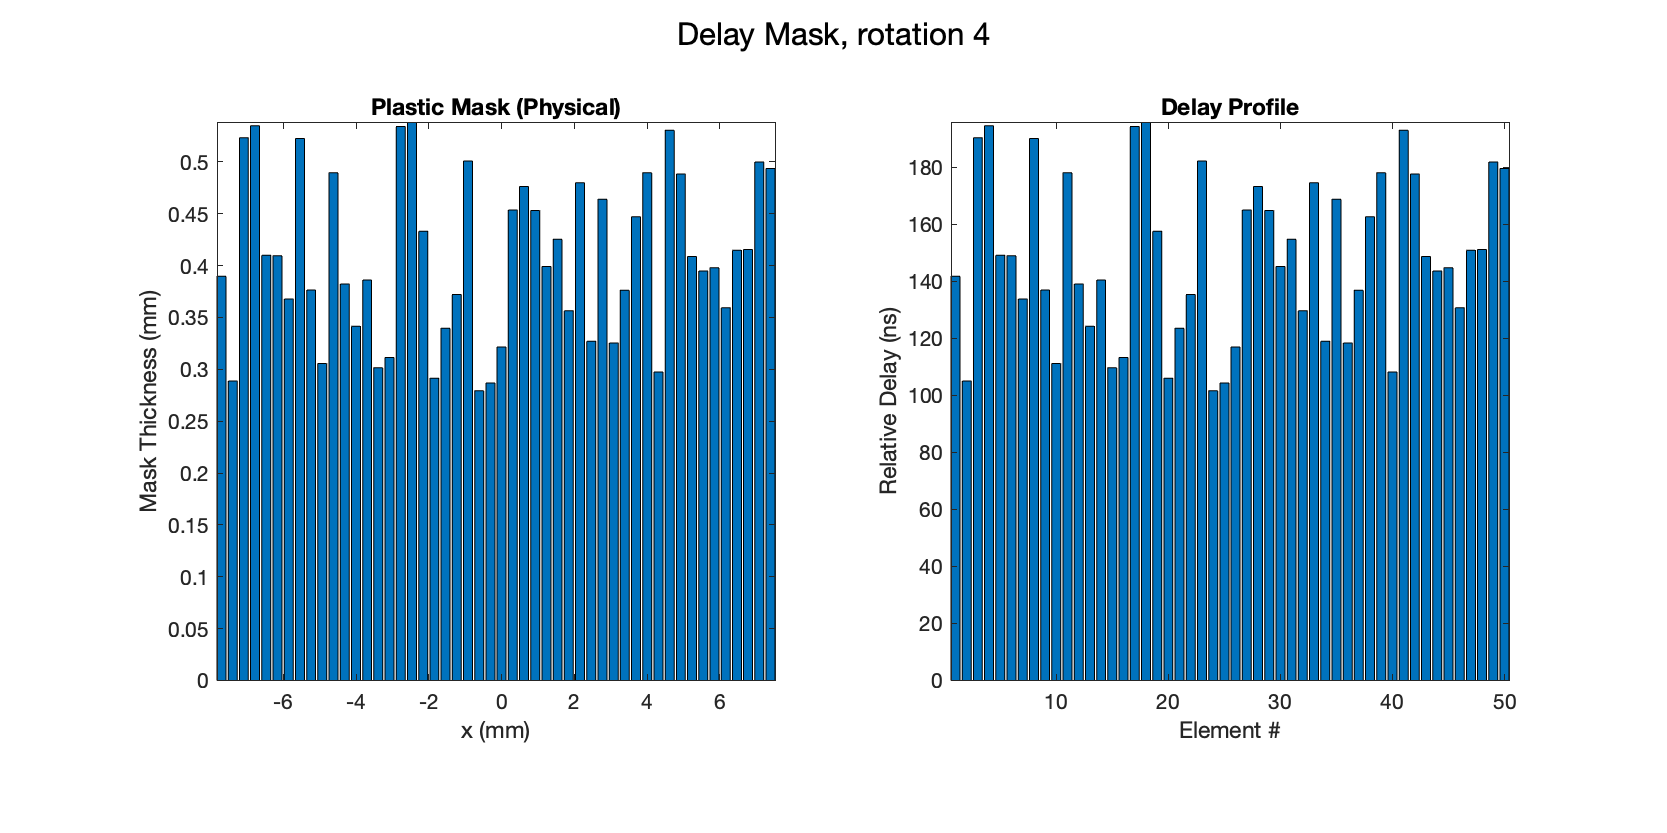 Delay Mask, rotation 4
Plastic Mask (Physical)
Mask Thickness (mm)
0.5
0.45
0.4
0.35
0.3
0.25
0.2
0.15
0.1
0.05
0
-6 -4 -2 0 2 4 6
x (mm)
Delay Profile
Relative Delay (ns)
180
160
140
120
100
80
60
40
20
0
10 20 30 40 50
Element #